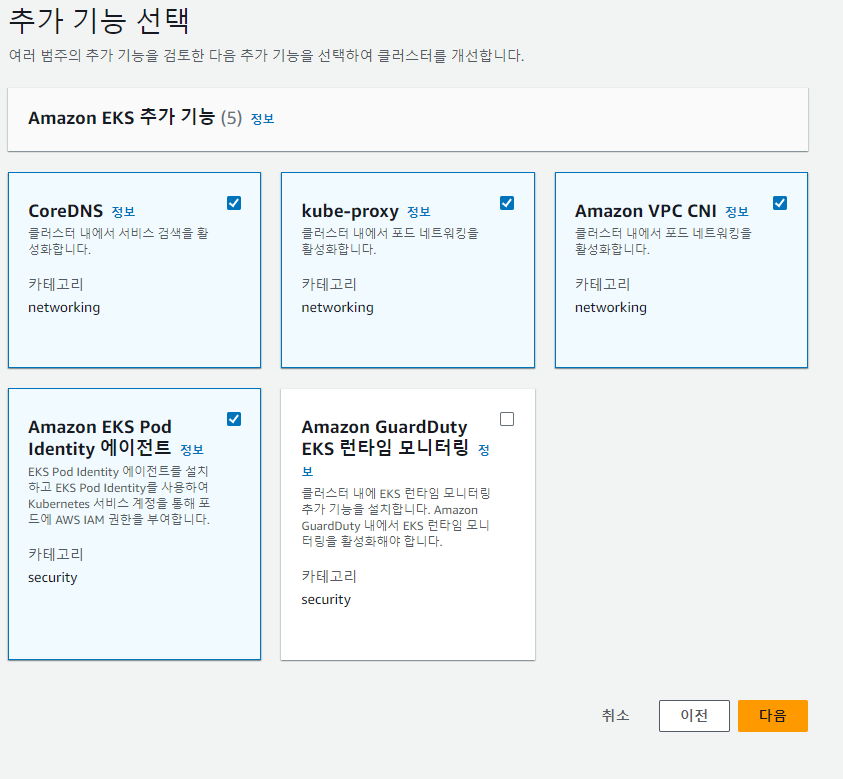 추가 기능 선택
여러 범주의 추가 기능을 검토한 다음 추가 기능을 선택하여 클러스터를 개선합니다.
Amazon EKS 추가 기능 (5) 정보
CoreDNS 정보
클러스터 내에서 서비스 검색을 활
성화합니다.
카테고리
networking
kube-proxy 정보
클러스터 내에서 포드 네트워킹을
활성화합니다.
카테고리
networking
Amazon VPC CNI 정보
클러스터 내에서 포드 네트워킹을
활성화합니다.
카테고리
networking
Amazon EKS Pod
Identity 에이전트 정보
EKS Pod Identity 에이전트를 설치
하고 EKS Pod Identity를 사용하여
Kubernetes 서비스 계정을 통해 포
드에 AWS IAM 권한을 부여합니다.
카테고리
security
Amazon GuardDuty
EKS 런타임 모니터링 정
보
클러스터 내에 EKS 런타임 모니터링
추가 기능을 설치합니다. Amazon
GuardDuty 내에서 EKS 런타임 모니
터링을 활성화해야 합니다.
카테고리
security
취소
이전
다음